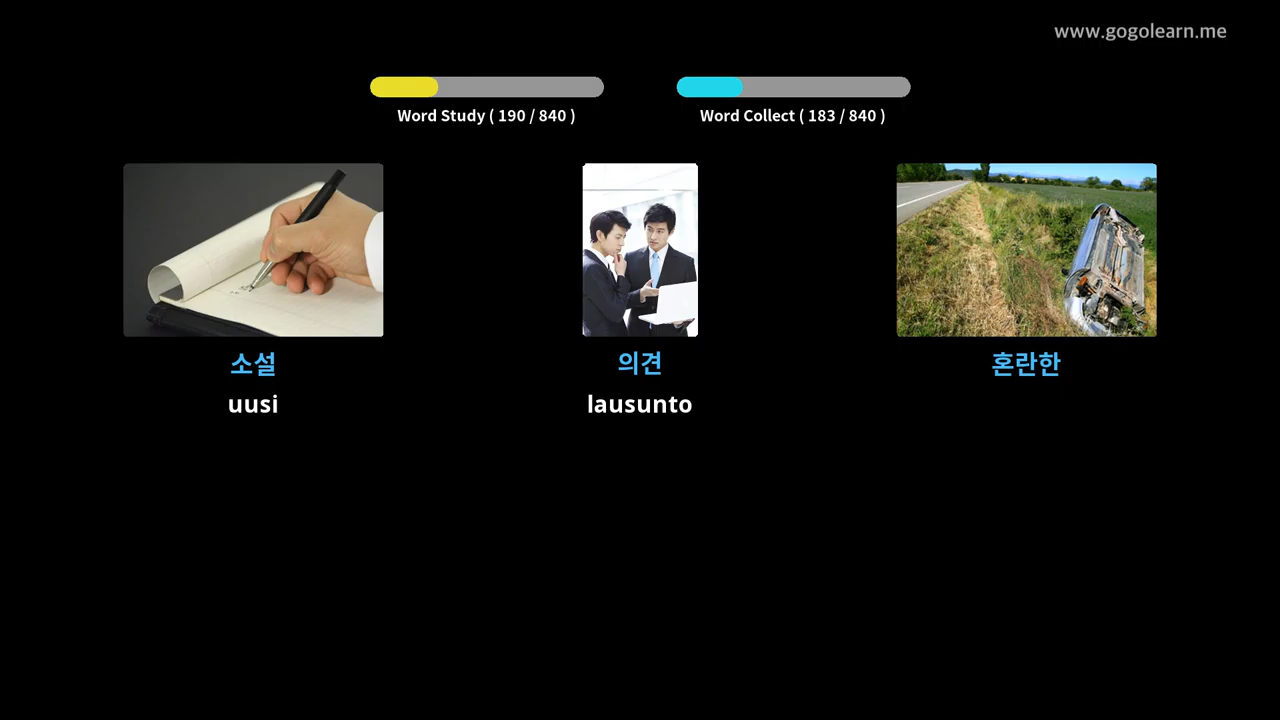 www.gogolearn.me
Word Study ( 190 / 840 )
Word Collect ( 183 / 840 )
소설
의견
혼란한
uusi
lausunto